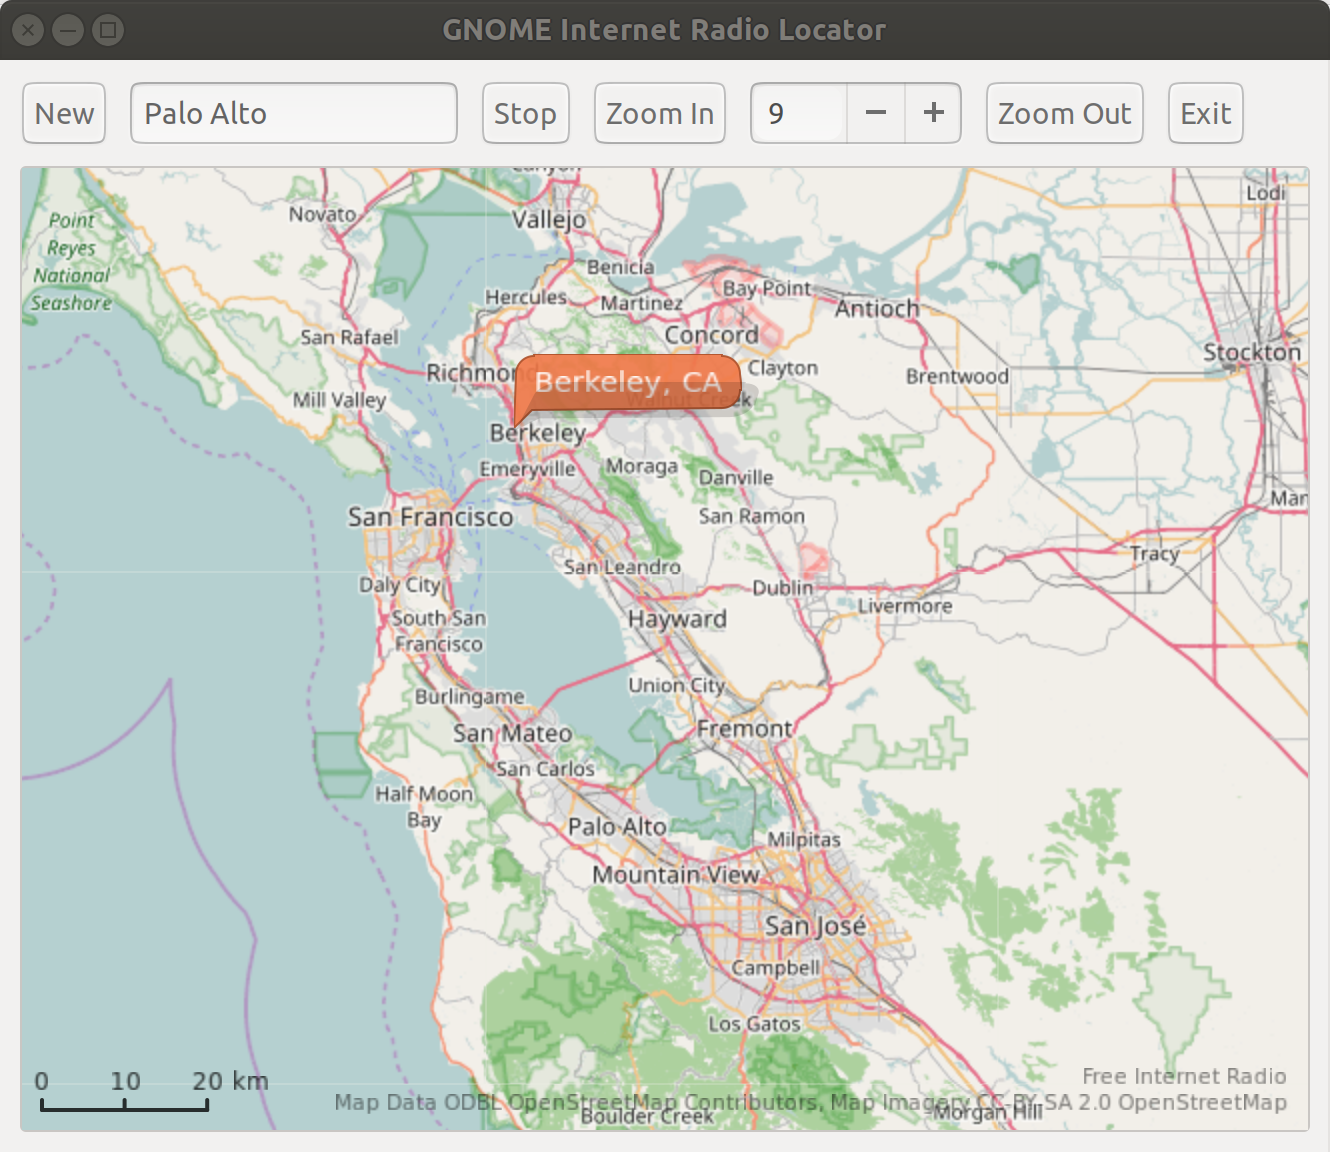 GNOME Internet Radio Locator
New
Palo Alto
Stop
Zoom In
9
Zoom Out
Exit
Canyon
Lodi
Novato
Vallejo
Point
Reyes
National
Seashore
Benicia
Bay Point
Hercules
Martinez
Antioch
San Rafael
Concord
Stockton
Richmond
Clayton
Brentwood
Berkeley, CA
Walnut Creek
Mill Valley
Berkeley
Emeryville
Moraga
Danville
Man
San Francisco
San Ramon
Tracy
San Leandro
Daly City
Dublin
Livermore
South San
Francisco
Hayward
Burlingame
Union City
San Mateo
Fremont
San Carlos
Half Moon
Bay
Palo Alto
Milpitas
Mountain View
San José
Campbell
Los Gatos
0 10 20 km
Free Internet Radio
Map Data ODBL OpenStreetMap Contributors, Map Imagery CC-BY-SA 2.0 OpenStreetMap
Boulder Creek
Morgan Hill